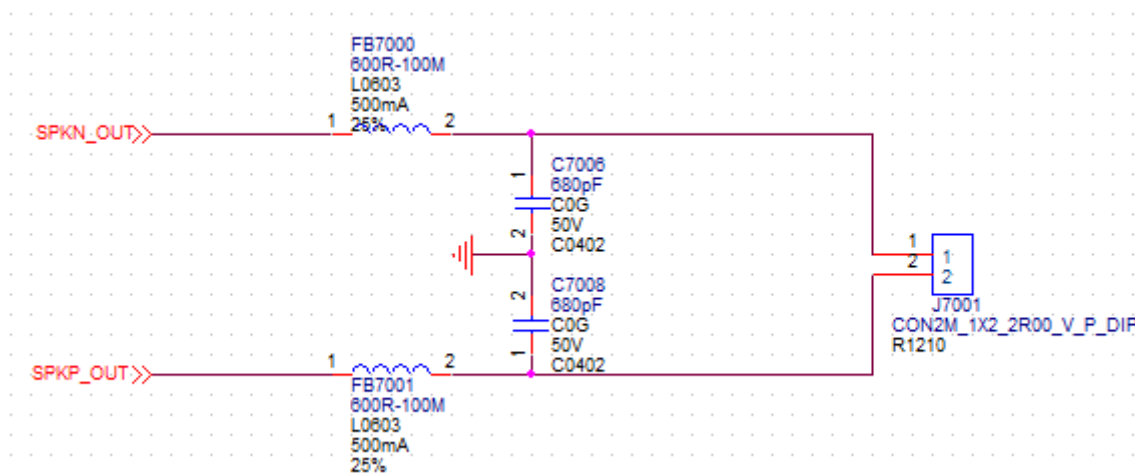 FB7000
600R-100M
L0603
500mA
25%
1
2
SPKN_OUT
1
C7006
680pF
C0G
50V
C0402
2
1
2
1
2
J7001
CON2M_1X2_2R00_V_P_DIP
R1210
2
C7008
680pF
C0G
50V
C0402
1
SPKP_OUT
1
2
FB7001
600R-100M
L0603
500mA
25%